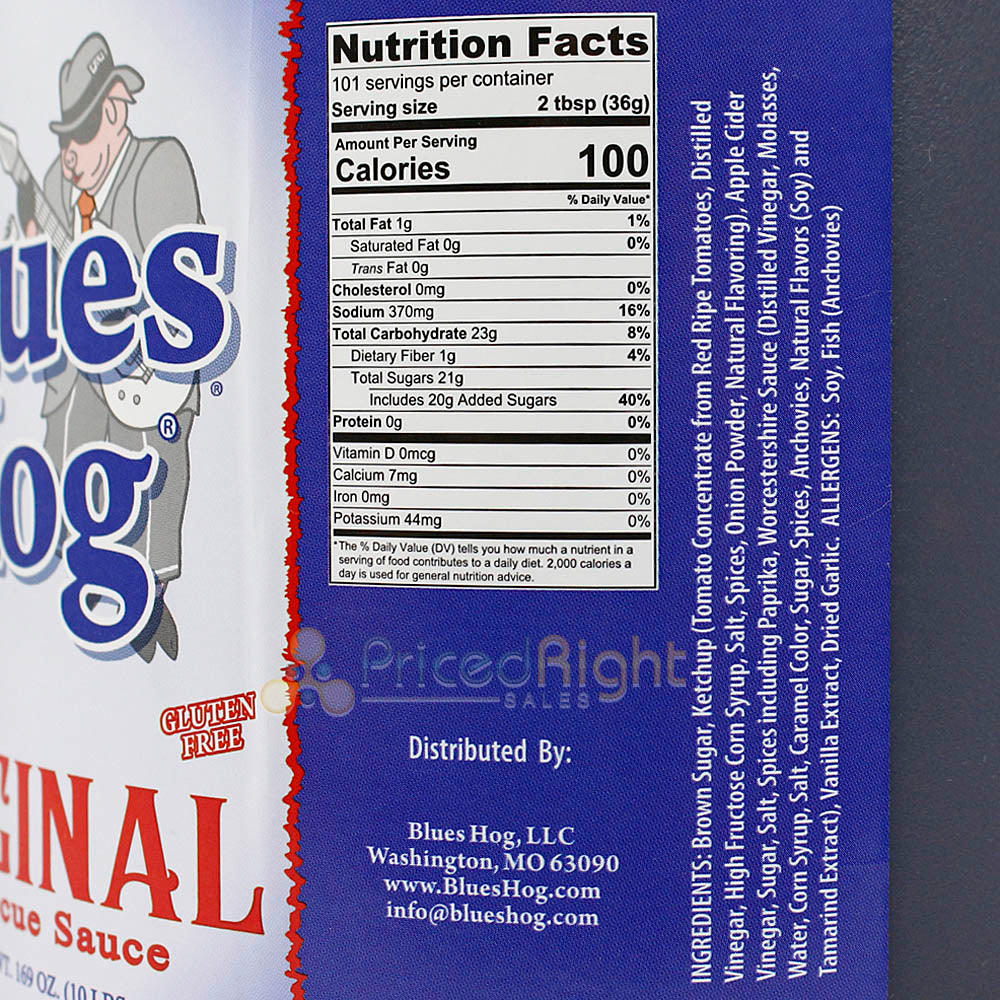 ues
og
®
®
GLUTEN
FREE
GINAL
cue Sauce
T. 169 OZ. (10 LBS
Nutrition Facts
101 servings per container
Serving size 2 tbsp (36g)
Amount Per Serving
Calories 100
% Daily Value*
Total Fat 1g 1%
Saturated Fat 0g 0%
Trans Fat 0g
Cholesterol 0mg 0%
Sodium 370mg 16%
Total Carbohydrate 23g 8%
Dietary Fiber 1g 4%
Total Sugars 21g
Includes 20g Added Sugars 40%
Protein 0g 0%
Vitamin D 0mcg 0%
Calcium 7mg 0%
Iron 0mg 0%
Potassium 44mg 0%
*The % Daily Value (DV) tells you how much a nutrient in a
serving of food contributes to a daily diet. 2,000 calories a
day is used for general nutrition advice.
PricedRight
SALES
Distributed By:
Blues Hog, LLC
Washington, MO 63090
www.BluesHog.com
info@blueshog.com
INGREDIENTS: Brown Sugar, Ketchup (Tomato Concentrate from Red Ripe Tomatoes, Distilled
Vinegar, High Fructose Corn Syrup, Salt, Spices, Onion Powder, Natural Flavoring), Apple Cider
Vinegar, Sugar, Salt, Spices including Paprika, Worcestershire Sauce (Distilled Vinegar, Molasses,
Water, Corn Syrup, Salt, Caramel Color, Sugar, Spices, Anchovies, Natural Flavors (Soy) and
Tamarind Extract), Vanilla Extract, Dried Garlic. ALLERGENS: Soy, Fish (Anchovies)